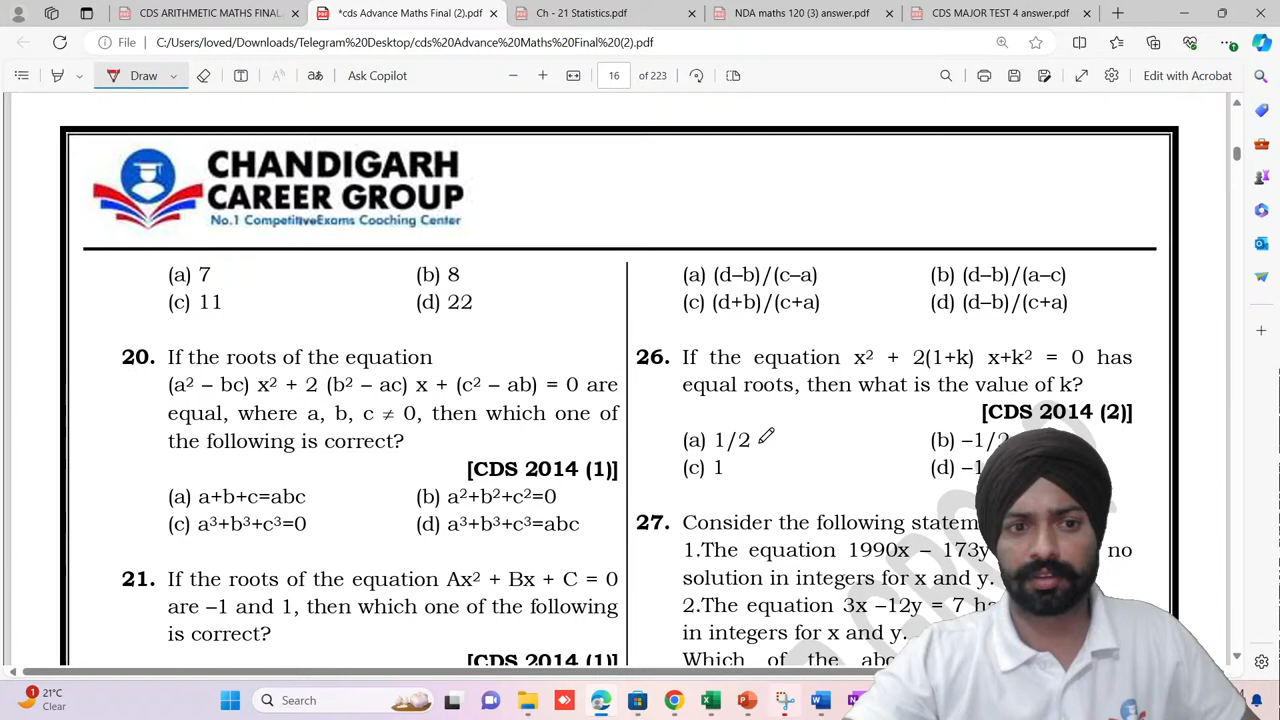 CDS ARITHMETIC MATHS FINAL
*cds Advance Maths Final (2).pdf
Ch - 21 Statistics.pdf
NDA maths 120 (3)answer.pdf
CDS MAJOR TEST 4 answer.pdf
File
C:/Users/loved/Downloads/Telegram%20Desktop/cds%20Advance%20Maths%20Final%20(2).pdf
Draw
Ask Copilot
16
of 223
Edit with Acrobat
CHANDIGARH
CAREER GROUP
No.1 CompetitiveExams Coaching Center
(a) 7
(b) 8
(c) 11
(d) 22
20. If the roots of the equation
(a² – bc) x² + 2 (b² – ac) x + (c² – ab) = 0 are
equal, where a, b, c ≠ 0, then which one of
the following is correct?
[CDS 2014 (1)]
(a) a+b+c=abc
(b) a²+b²+c²=0
(c) a³+b³+c³=0
(d) a³+b³+c³=abc
21. If the roots of the equation Ax² + Bx + C = 0
are –1 and 1, then which one of the following
is correct?
[CDS 2014 (1)]
(a) (d–b)/(c–a)
(b) (d–b)/(a–c)
(c) (d+b)/(c+a)
(d) (d–b)/(c+a)
26. If the equation x² + 2(1+k) x+k² = 0 has
equal roots, then what is the value of k?
[CDS 2014 (2)]
(a) 1/2
(b) –1/2
(c) 1
(d) –1
27. Consider the following
1.The equation 1990x – 173y no
solution in integers for x and y.
2.The equation 3x –12y = 7
in integers for x and y.
Which of the
1
21°C
Clear
Search